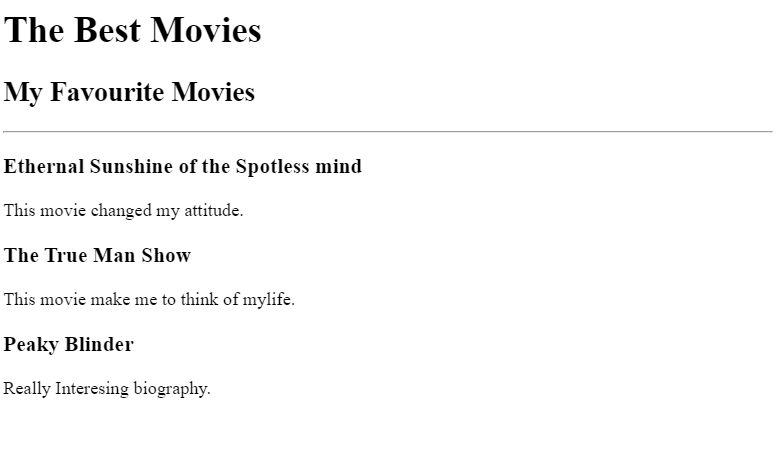 The Best Movies
My Favourite Movies
Ethernal Sunshine of the Spotless mind
This movie changed my attitude.
The True Man Show
This movie make me to think of mylife.
Peaky Blinder
Really Interesing biography.